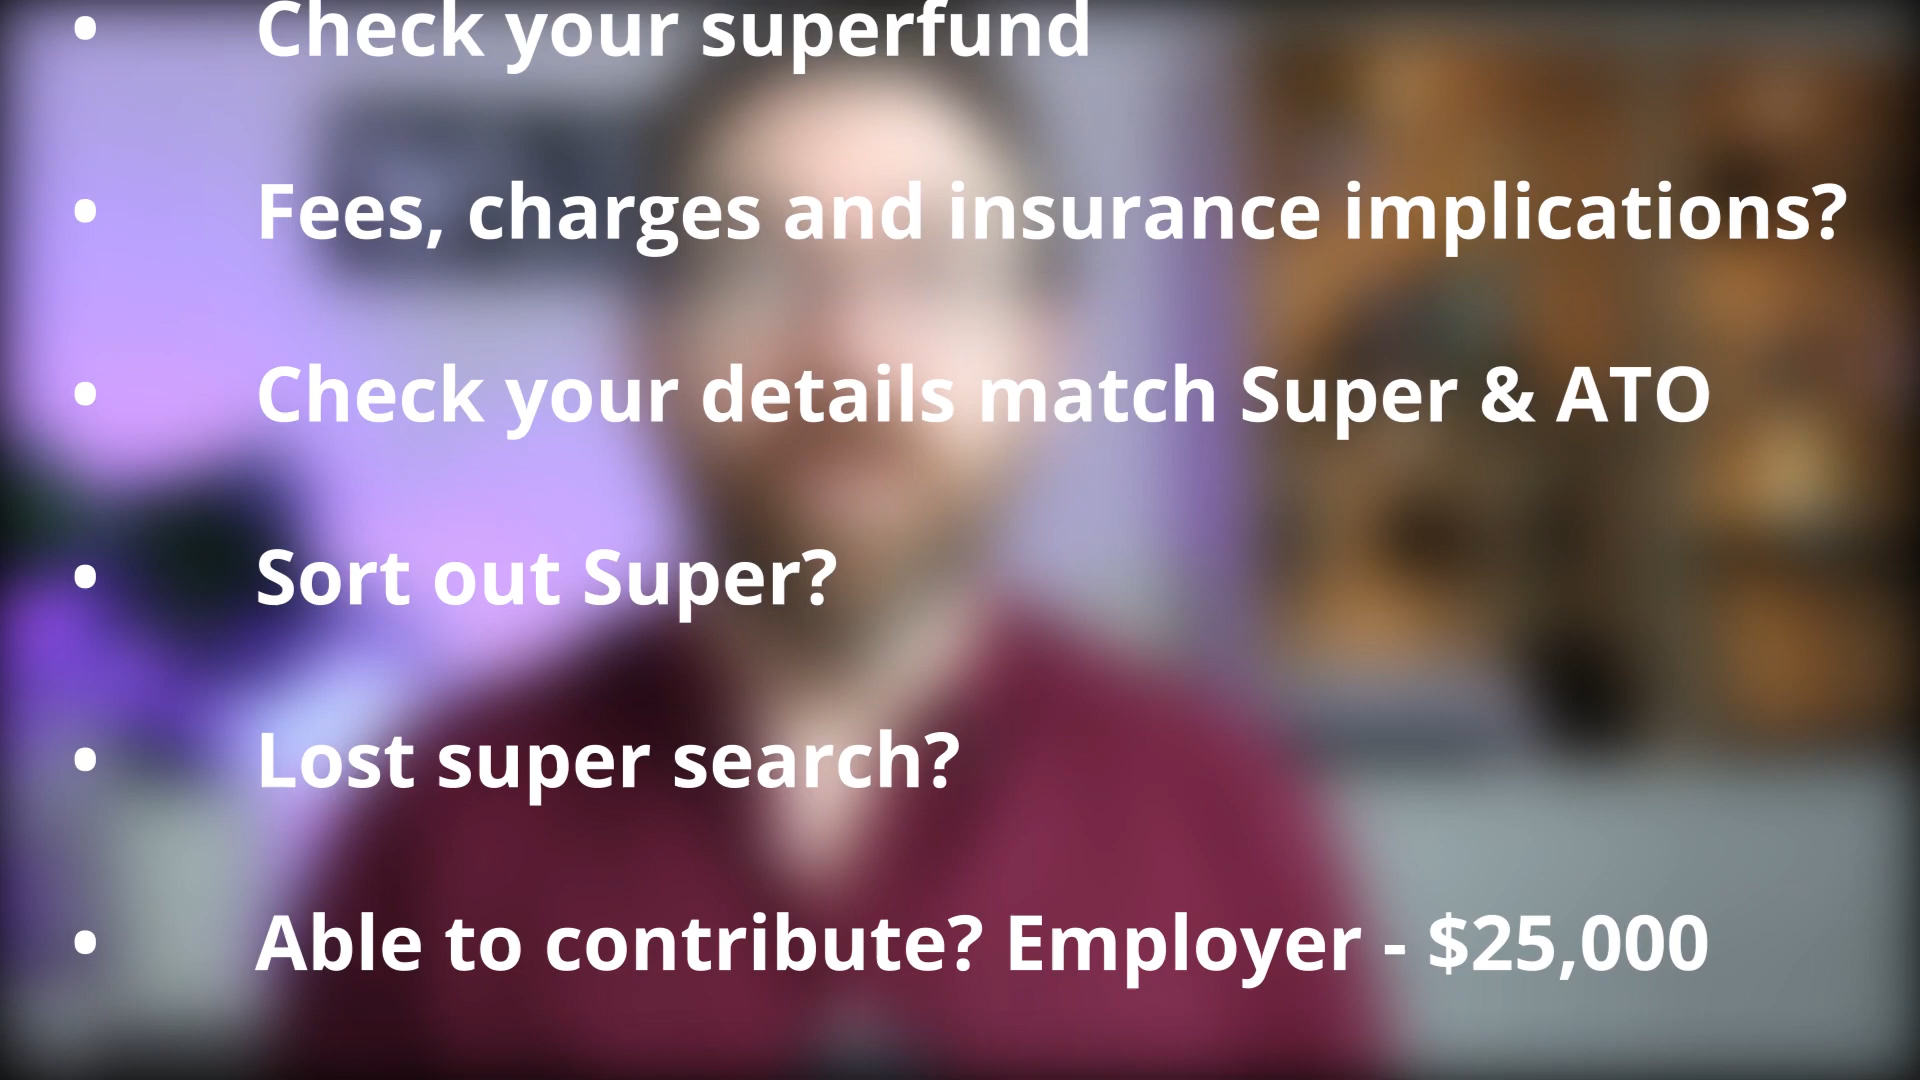 • Check your superfund
• Fees, charges and insurance implications?
• Check your details match Super & ATO
• Sort out Super?
• Lost super search?
• Able to contribute? Employer - $25,000